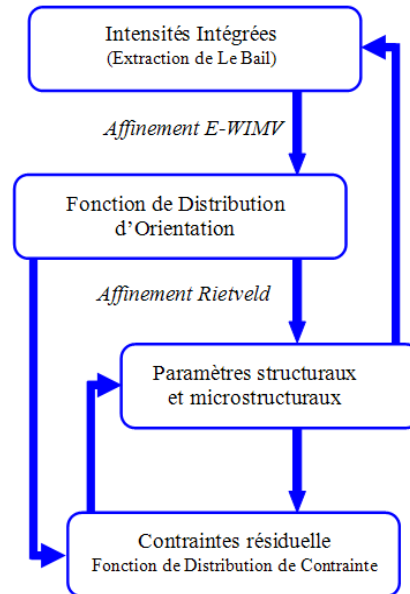 Intensités Intégrées
(Extraction de Le Bail)
Affinement E-WIMV
Fonction de Distribution
d'Orientation
Affinement Rietveld
Paramètres structuraux
et microstructuraux
Contraintes résiduelle
Fonction de Distribution de Contrainte